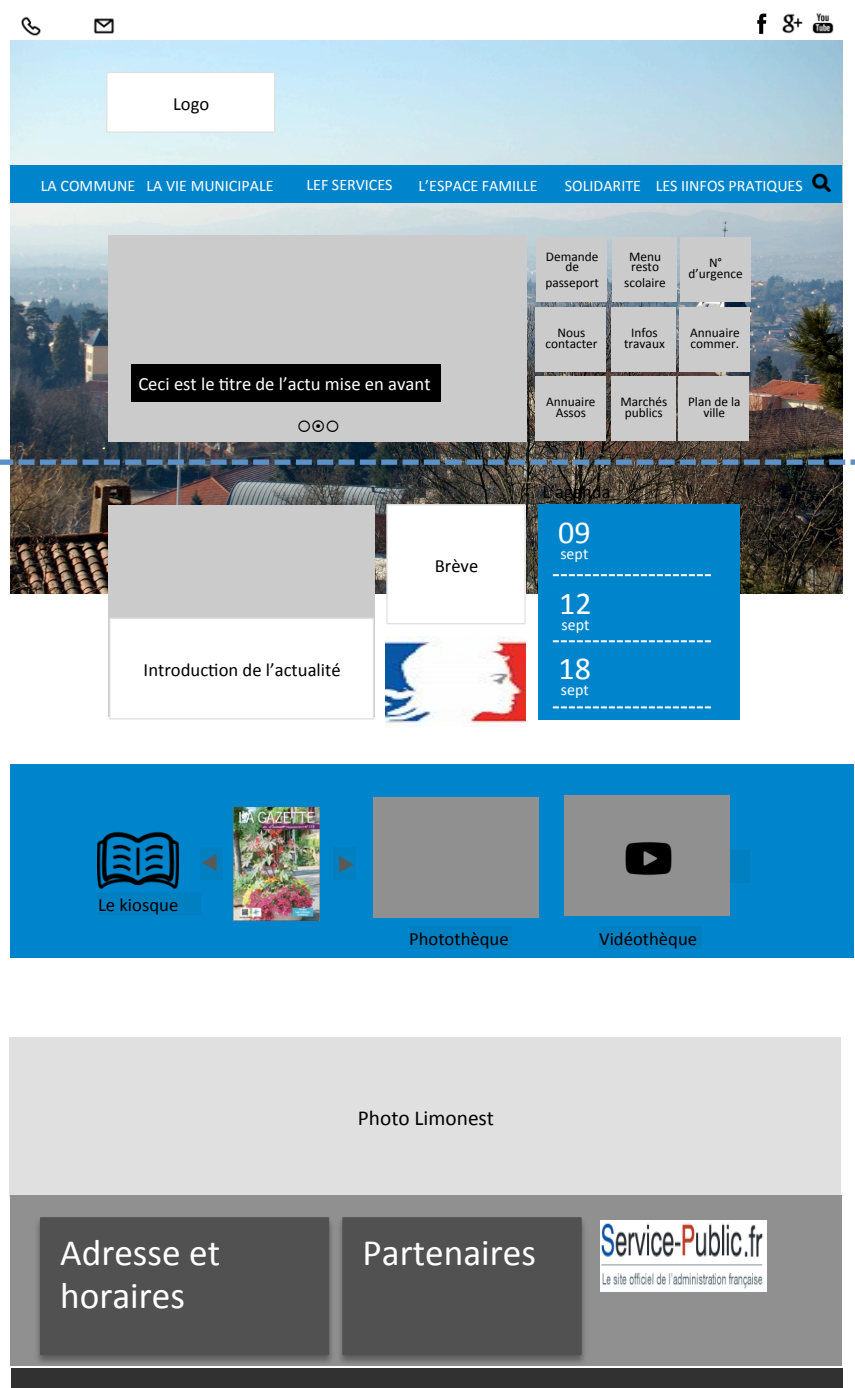 You
Tube
f
g+
Logo
LA COMMUNE LA VIE MUNICIPALE LEF SERVICES L'ESPACE FAMILLE SOLIDARITE LES IINFOS PRATIQUES
Demande
de
passeport
Menu
resto
scolaire
N°
d'urgence
Nous
contacter
Infos
travaux
Annuaire
commer.
Ceci est le titre de l'actu mise en avant
Annuaire
Assos
Marchés
publics
Plan de la
ville
L'agenda
Brève
09
sept
12
sept
18
sept
Introduction de l'actualité
LA GAZETTE
Le kiosque
Photothèque
Vidéothèque
Photo Limonest
Adresse et
horaires
Partenaires
Service-Public.fr
Le site officiel de l'administration française